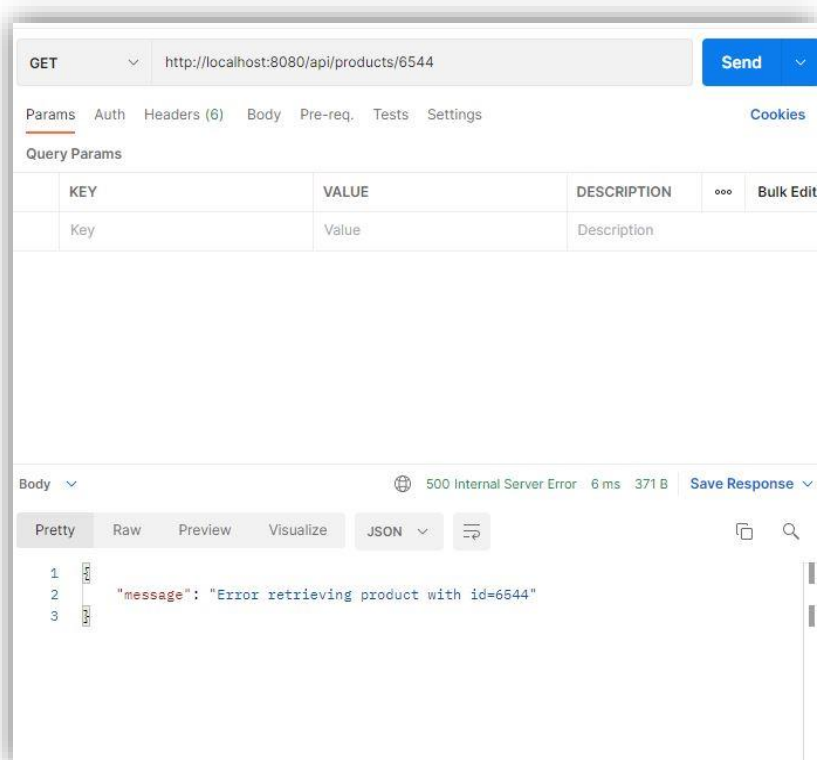 GET http://localhost:8080/api/products/6544 Send
Params Auth Headers (6) Body Pre-req. Tests Settings Cookies
Query Params
KEY VALUE DESCRIPTION ooo Bulk Edit
Key Value Description
Body 500 Internal Server Error 6 ms 371 B Save Response
Pretty Raw Preview Visualize JSON
1 {
2 "message": "Error retrieving product with id=6544"
3 }